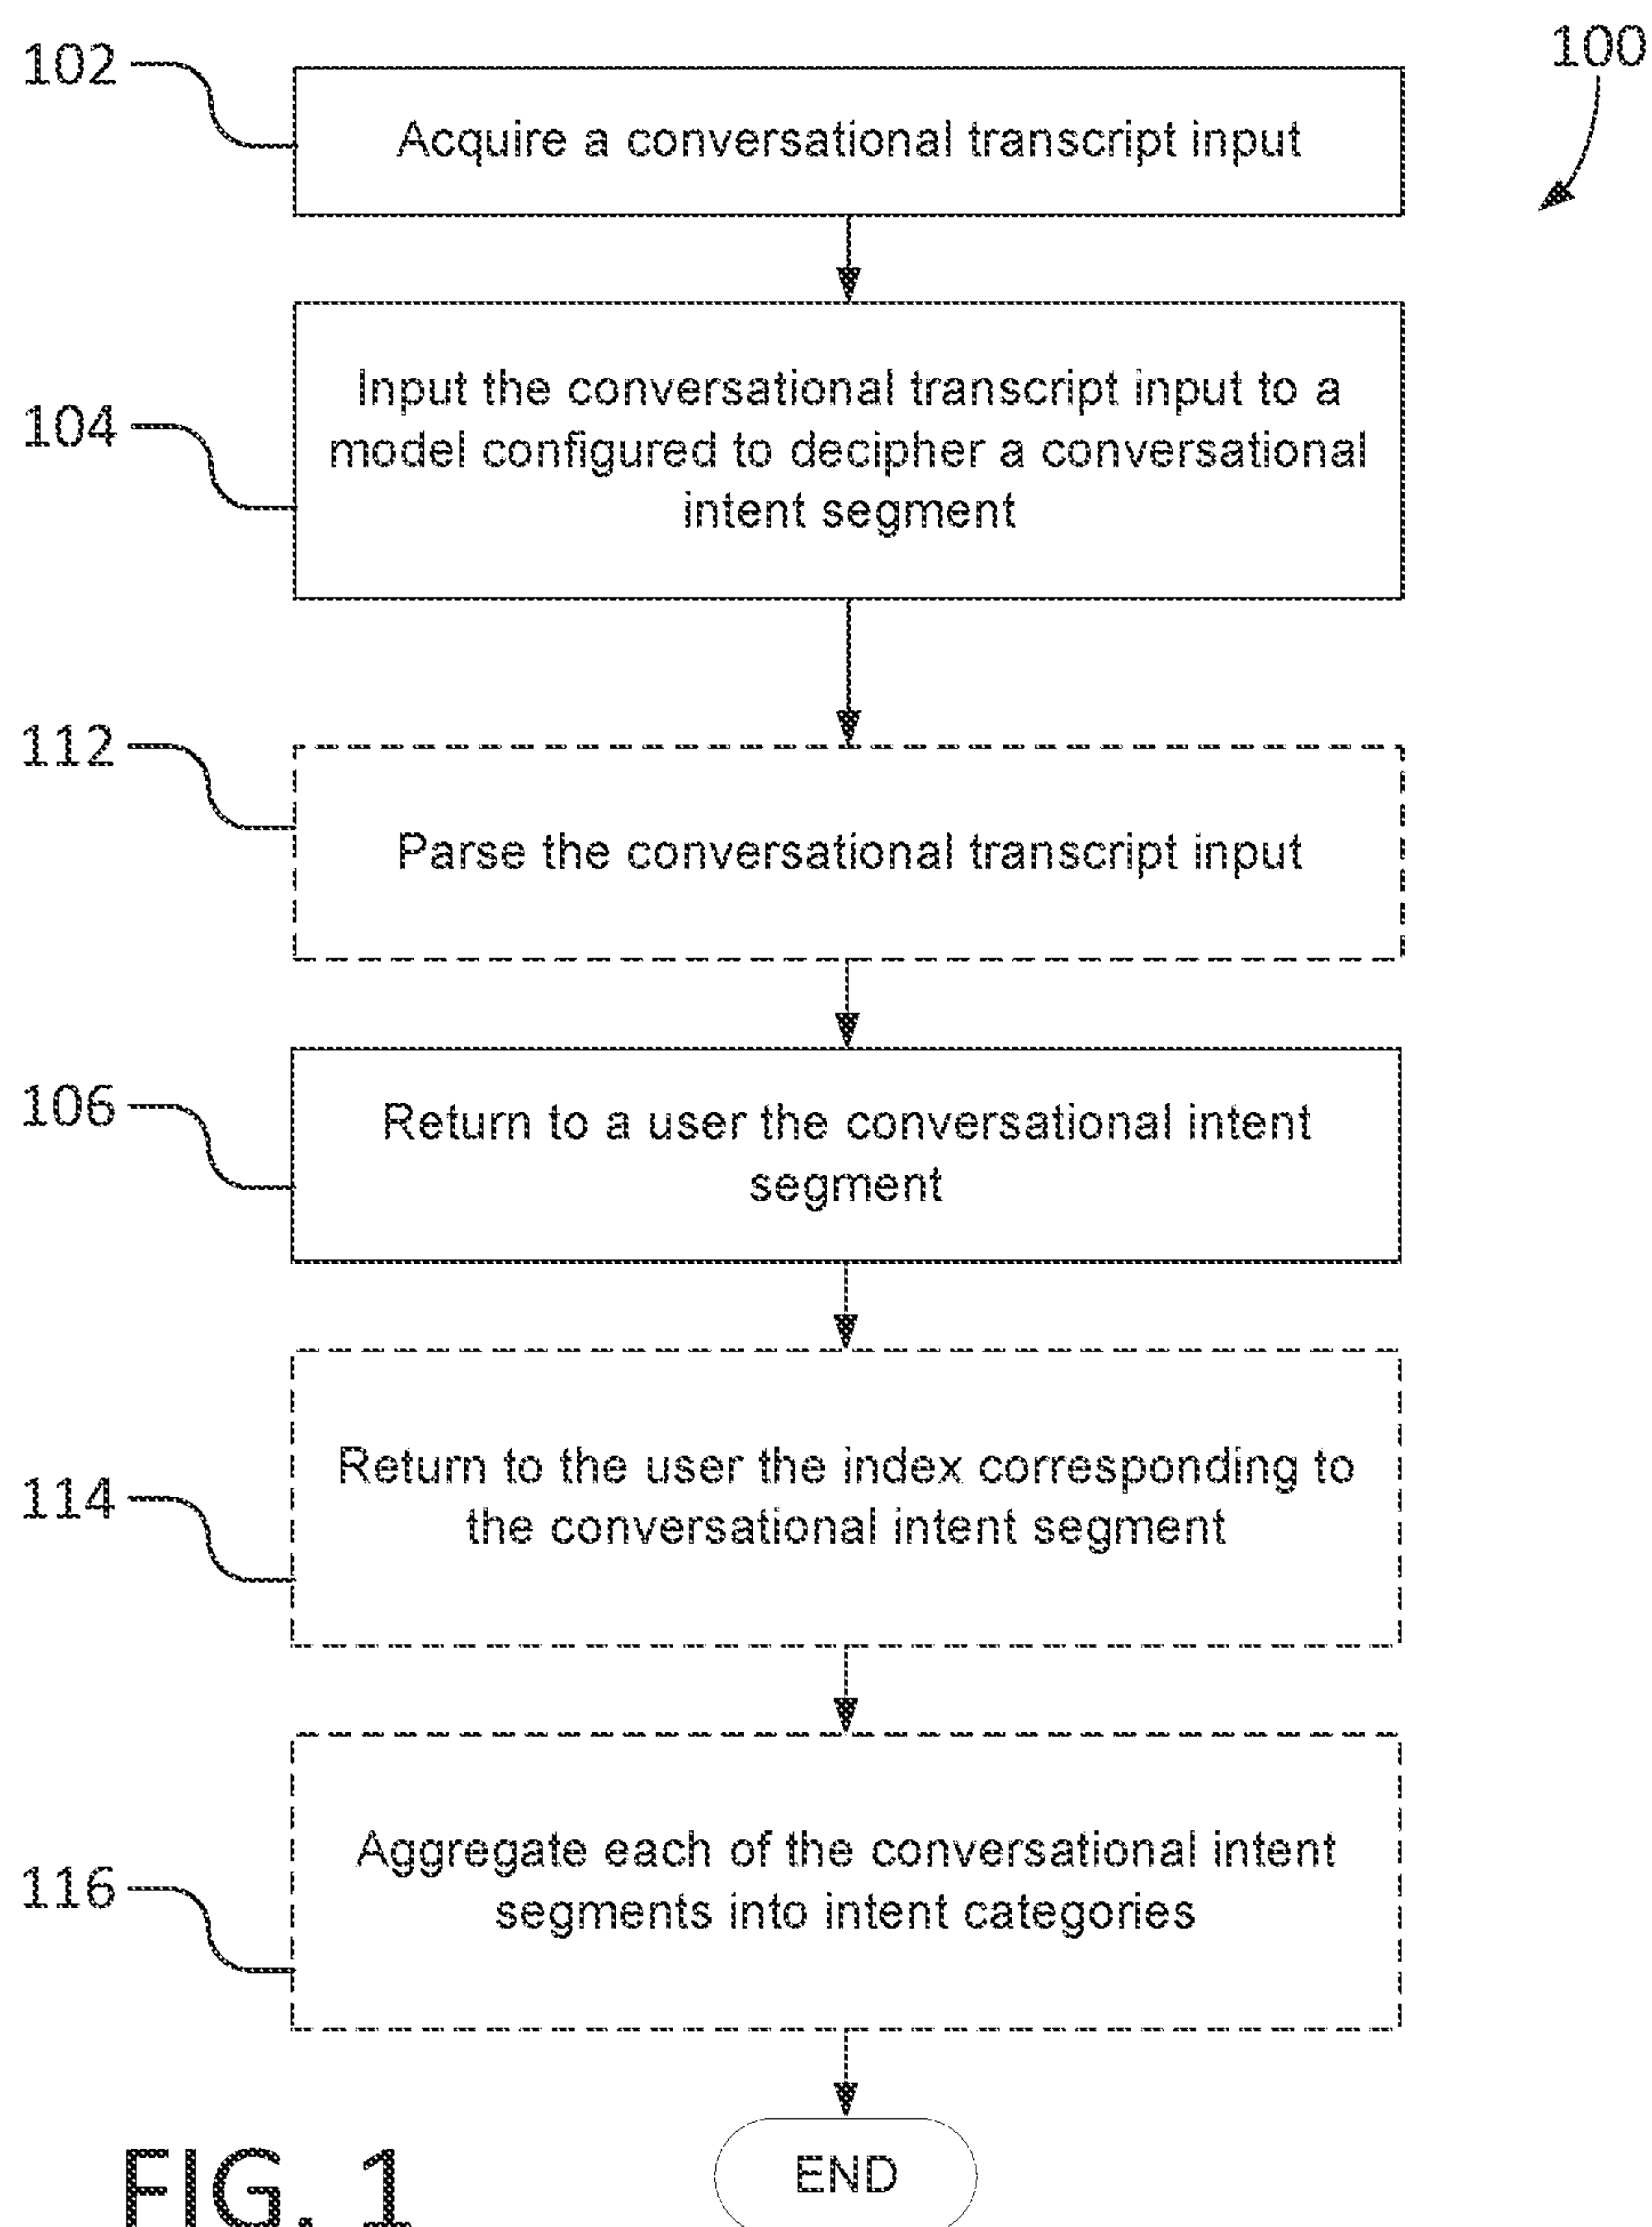 100
102
Acquire a conversational transcript input
104
Input the conversational transcript input to a
model configured to decipher a conversational
intent segment
112
Parse the conversational transcript input
106
Return to a user the conversational intent
segment
114
Return to the user the index corresponding to
the conversational intent segment
116
Aggregate each of the conversational intent
segments into intent categories
END
FIG. 1